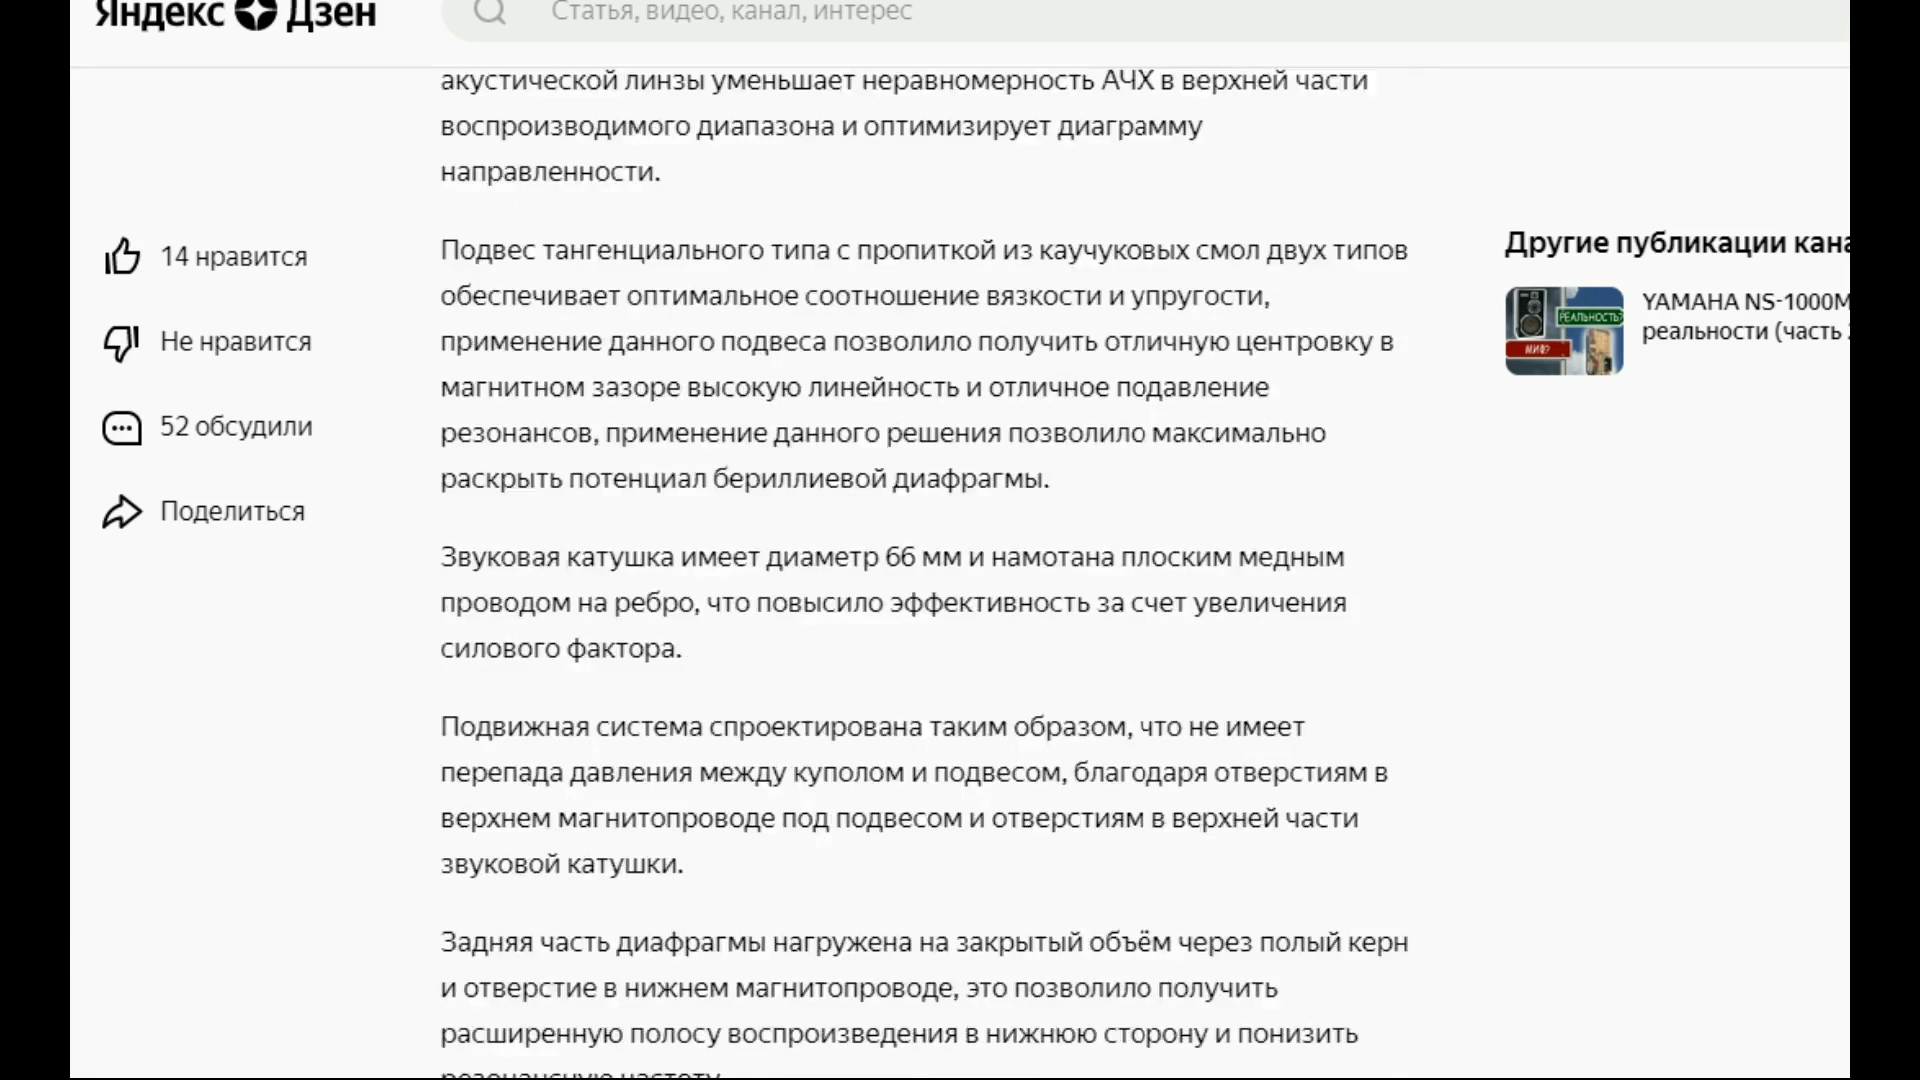 Яндекс Дзен
Статья, видео, канал, интерес
акустической линзы уменьшает неравномерность АЧХ в верхней части
воспроизводимого диапазона и оптимизирует диаграмму
направленности.
14 нравится
Не нравится
52 обсудили
Поделиться
Подвес тангенциального типа с пропиткой из каучуковых смол двух типов
обеспечивает оптимальное соотношение вязкости и упругости,
применение данного подвеса позволило получить отличную центровку в
магнитном зазоре высокую линейность и отличное подавление
резонансов, применение данного решения позволило максимально
раскрыть потенциал бериллиевой диафрагмы.
Звуковая катушка имеет диаметр 66 мм и намотана плоским медным
проводом на ребро, что повысило эффективность за счет увеличения
силового фактора.
Подвижная система спроектирована таким образом, что не имеет
перепада давления между куполом и подвесом, благодаря отверстиям в
верхнем магнитопроводе под подвесом и отверстиям в верхней части
звуковой катушки.
Задняя часть диафрагмы нагружена на закрытый объём через полый керн
и отверстие в нижнем магнитопроводе, это позволило получить
расширенную полосу воспроизведения в нижнюю сторону и понизить
резонансную частоту.
Другие публикации кана
РЕАЛЬНОСТЬ?
МИФ?
YAMAHA NS-1000M
реальности (часть